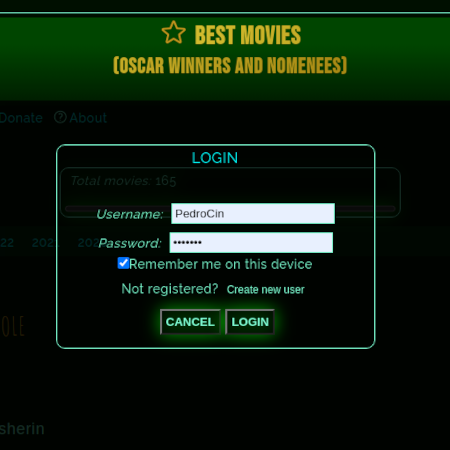 BEST MOVIES
(OSCAR WINNERS AND NOMENEES)
Donate About
LOGIN
Total movies: 165
Username: PedroCin
22 202
Password: •••••••
Remember me on this device
Not registered? Create new user
CANCEL LOGIN
OLE
sherin